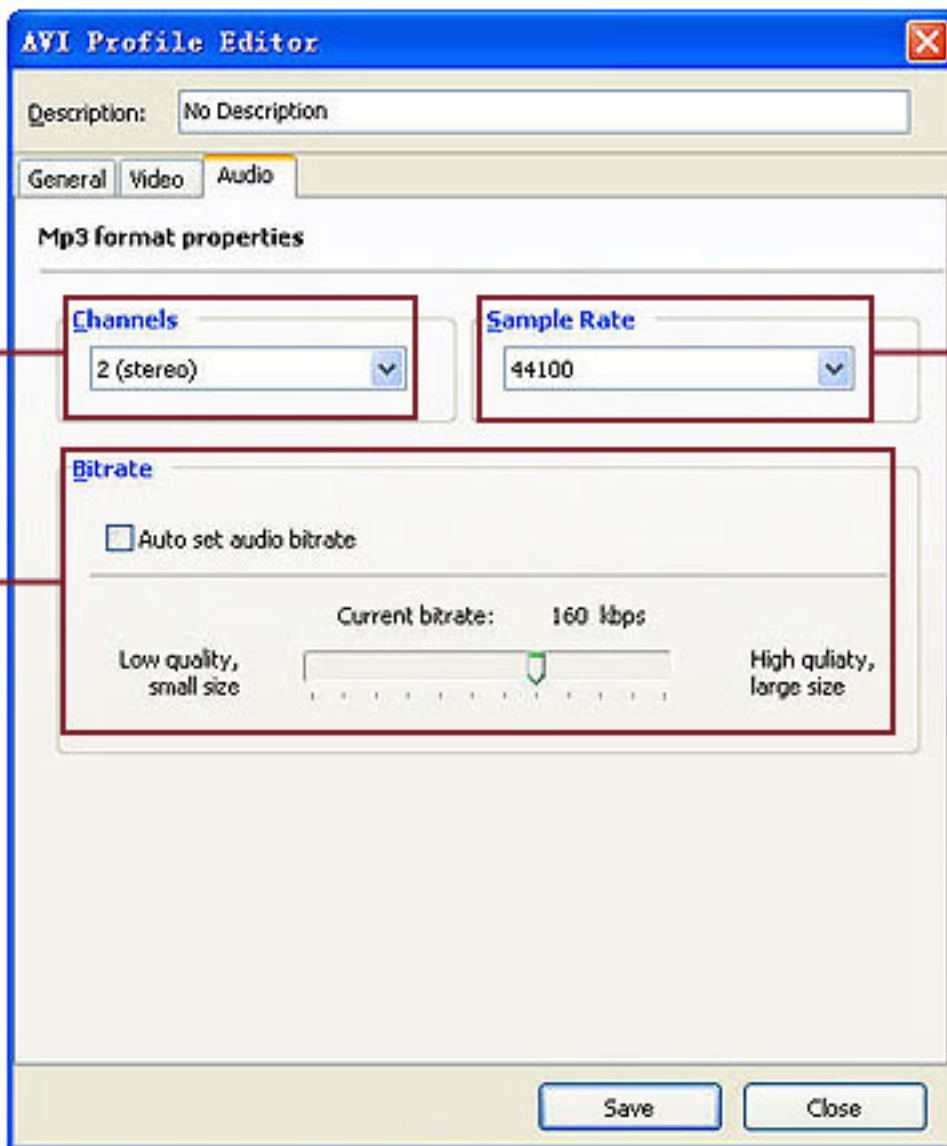 AVI Profile Editor
Description: No Description
General Video Audio
Mp3 format properties
Channels
2 (stereo)
Sample Rate
44100
Bitrate
Auto set audio bitrate
Current bitrate: 160 kbps
Low quality,
small size
High quliaty,
large size
Save Close